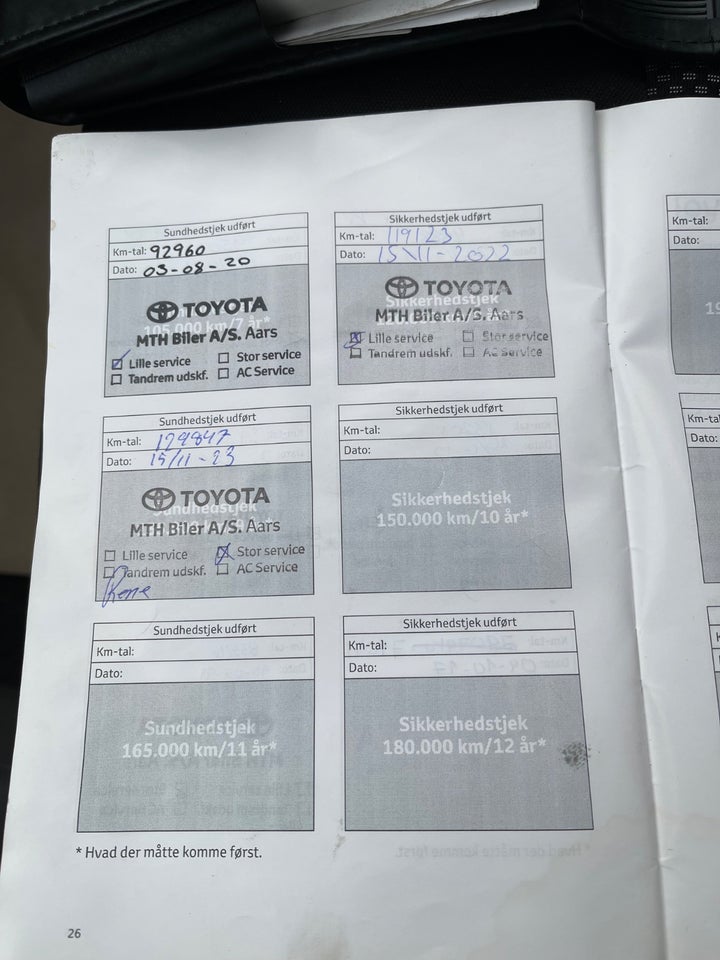 Sundhedstjek udført
Km-tal: 92960
Dato: 03-08-20
TOYOTA
105.000 km/7 år*
MTH Biler A/S. Aars
Lille service Stor service
Tandrem udskf. AC Service
Sikkerhedstjek udført
Km-tal: 119123
Dato: 15\11-2022
TOYOTA
Sikkerhedstjek
MTH Biler A/S. Aars
Lille service Stor service
Tandrem udskf. AC Service
Sundhedstjek udført
Km-tal: 129847
Dato: 15/11-23
TOYOTA
Sundhedstjek
MTH Biler A/S. Aars
Lille service Stor service
Tandrem udskf. AC Service
Rene
Sikkerhedstjek udført
Km-tal:
Dato:
Sikkerhedstjek
150.000 km/10 år*
Sundhedstjek udført
Km-tal:
Dato:
Sundhedstjek
165.000 km/11 år*
Sikkerhedstjek udført
Km-tal:
Dato:
Sikkerhedstjek
180.000 km/12 år*
* Hvad der måtte komme først.
26
Km-tal:
Dato:
19
Dato: